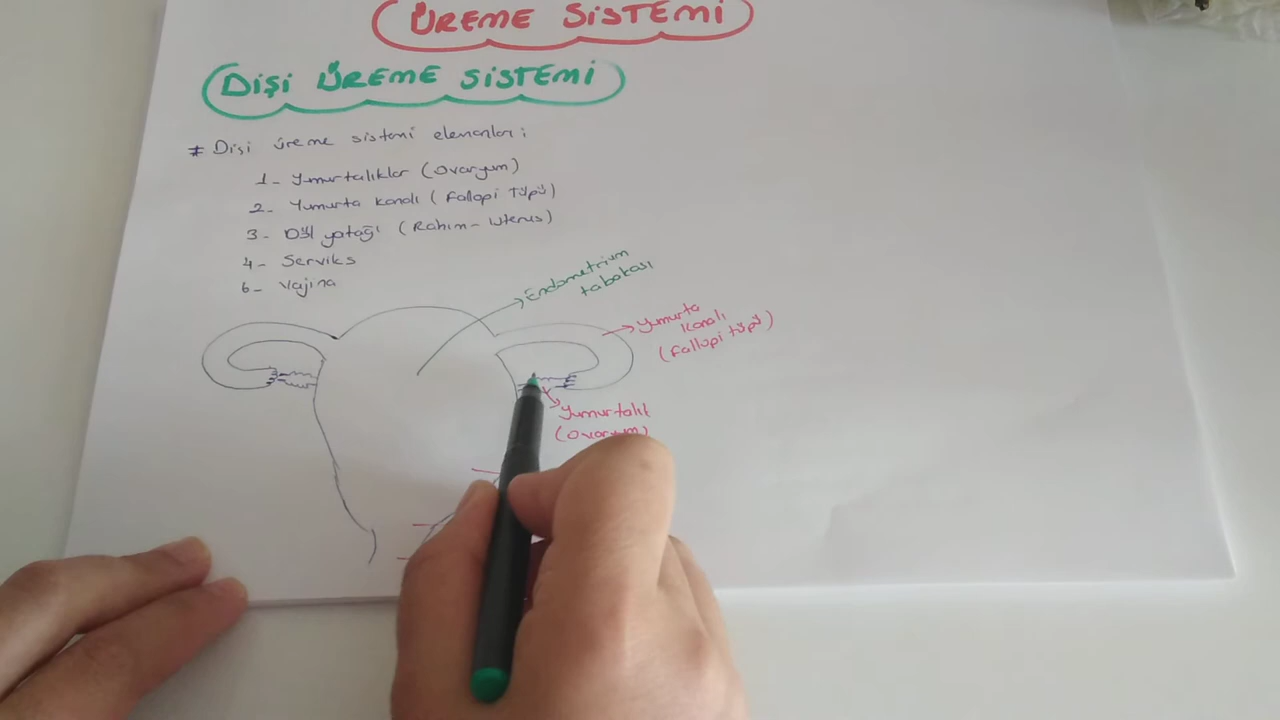 ÜREME SİSTEMİ
DİŞİ ÜREME SİSTEMİ
* Dişi üreme sistemi elemanları;
1- Yumurtalıklar (Ovaryum)
2- Yumurta kanalı (Fallopi Tüpü)
3- Döl yatağı (Rahim-Uterus)
4- Serviks
6- Vajina
Endometrium
tabakası
Yumurta
Kanalı
(Fallopi tüpü)
Yumurtalık
(Ovaryum)